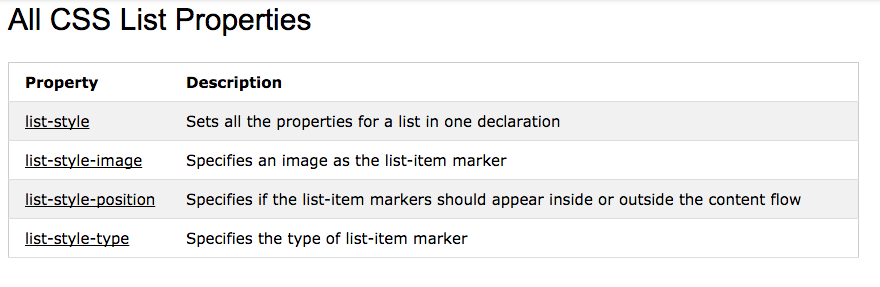 All CSS List Properties
Property Description
list-style Sets all the properties for a list in one declaration
list-style-image Specifies an image as the list-item marker
list-style-position Specifies if the list-item markers should appear inside or outside the content flow
list-style-type Specifies the type of list-item marker